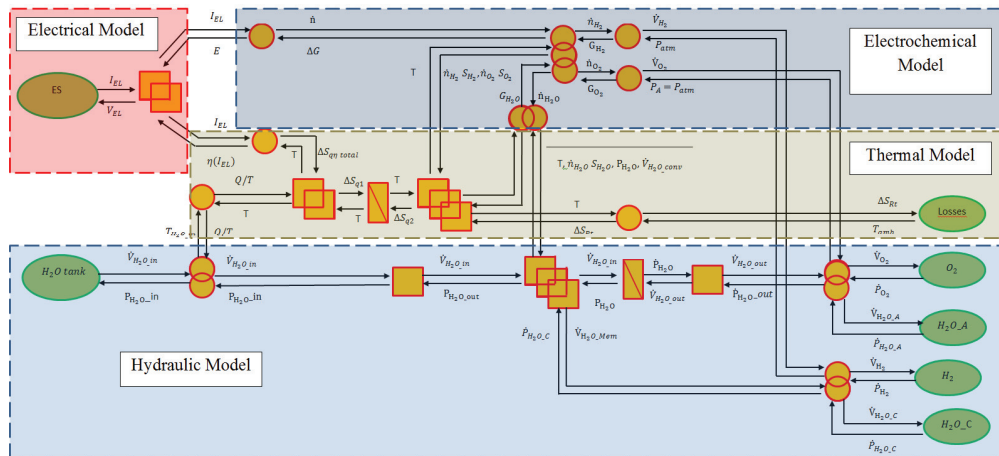 Electrical Model
I_EL
ṅ
E
ΔG
ES
I_EL
V_EL
I_EL
η(I_EL)
Electrochemical
Model
ṅ_H₂
V̇_H₂
G_H₂
P_atm
ṅ_O₂
V̇_O₂
G_O₂
P_A = P_atm
T
ṅ_H₂ S_H₂, ṅ_O₂ S_O₂
G_H₂O
ṅ_H₂O
Thermal Model
T
ΔS_qη total
Q/T
T
ΔS_q1
T
T
ΔS_q2
T, ṅ_H₂O S_H₂O, P_H₂O, V̇_H₂O_conv
T
ΔS_Rt
Losses
T_amb
Q/T
Hydraulic Model
H₂O tank
V̇_H₂O_in
P_H₂O_in
V̇_H₂O_in
P_H₂O_in
V̇_H₂O_in
P_H₂O_out
V̇_H₂O_in
P_H₂O
Ṗ_H₂O
V̇_H₂O_out
V̇_H₂O_out
Ṗ_H₂O_out
Ṗ_H₂O_C
V̇_H₂O_Mem
V̇_O₂
Ṗ_O₂
O₂
V̇_H₂O_A
Ṗ_H₂O_A
H₂O_A
V̇_H₂
Ṗ_H₂
H₂
V̇_H₂O_C
Ṗ_H₂O_C
H₂O_C